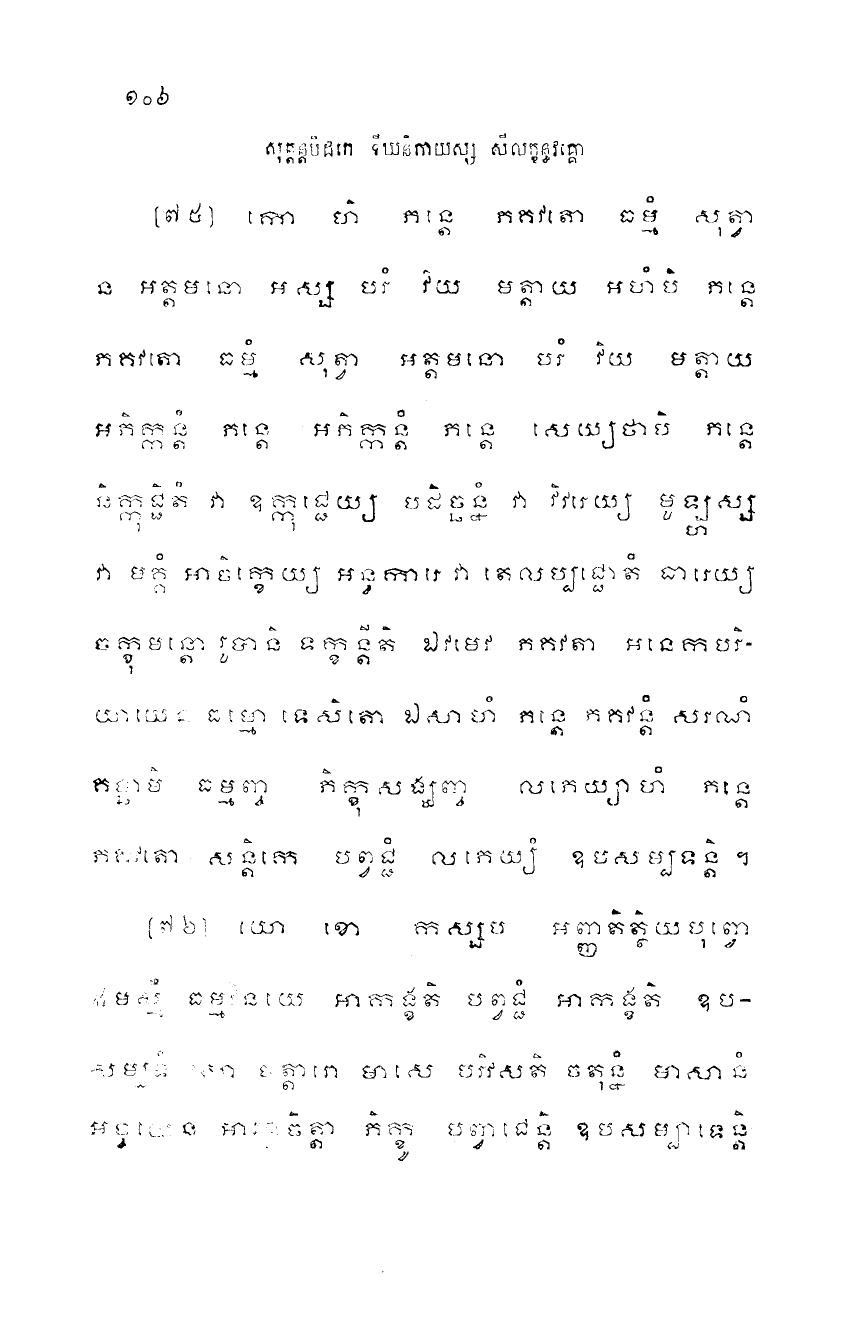 ១០៦
សុត្តន្តបិដកេ ទីឃនិកាយស្ស សីលក្ខន្ធវគ្គោ
[៧៥] កោ ហិ ភន្តេ ភគវតោ ធម្មំ សុត្វា
ន អត្តមនោ អស្ស បរំ វិយ មត្តាយ អហំបិ ភន្តេ
ភគវតោ ធម្មំ សុត្វា អត្តមនោ បរំ វិយ មត្តាយ
អភិក្កន្តំ ភន្តេ អភិក្កន្តំ ភន្តេ សេយ្យថាបិ ភន្តេ
និក្កុជ្ជិតំ វា ឧក្កុជ្ជេយ្យ បដិច្ឆន្នំ វា វិវរេយ្យ មូឡ្ហស្ស
វា មគ្គំ អាចិក្ខេយ្យ អន្ធការេ វា តេលប្បជ្ជោតំ ធារេយ្យ
ចក្ខុមន្តោ រូបានិ ទក្ខន្តីតិ ឯវមេវ ភគវតា អនេកបរិ-
យាយេន ធម្មោ ទេសិតោ ឯសាហំ ភន្តេ ភគវន្តំ សរណំ
គច្ឆាមិ ធម្មញ្ច ភិក្ខុសង្ឃញ្ច លភេយ្យាហំ ភន្តេ
ភគវតោ សន្តិកេ បព្វជ្ជំ លភេយ្យំ ឧបសម្បទន្តិ ។
[៧៦] យោ ខោ កស្សប អញ្ញតិត្ថិយបុព្វោ
ឥមស្មឹ ធម្មវិនយេ អាកង្ខតិ បព្វជ្ជំ អាកង្ខតិ ឧប-
សម្បទំ សោ ចត្តារោ មាសេ បរិវសតិ ចតុន្នំ មាសានំ
អច្ចយេន អារទ្ធចិត្តា ភិក្ខូ បព្វាជេន្តិ ឧបសម្បាទេន្តិ